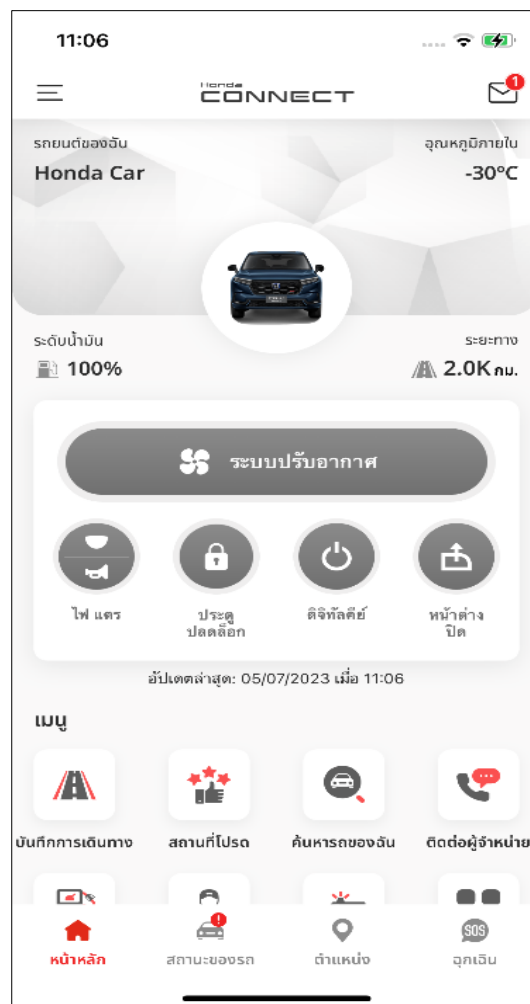 11:06
Honda
CONNECT
1
รถยนต์ของฉัน
อุณหภูมิภายใน
Honda Car
-30°C
ระดับน้ำมัน
ระยะทาง
100%
2.0K กม.
ระบบปรับอากาศ
ไฟ แตร
ประตู
ปลดล็อก
ดิจิทัลคีย์
หน้าต่าง
ปิด
อัปเดตล่าสุด: 05/07/2023 เมื่อ 11:06
เมนู
บันทึกการเดินทาง
สถานที่โปรด
ค้นหารถของฉัน
ติดต่อผู้จำหน่าย
หน้าหลัก
สถานะของรถ
ตำแหน่ง
SOS
ฉุกเฉิน